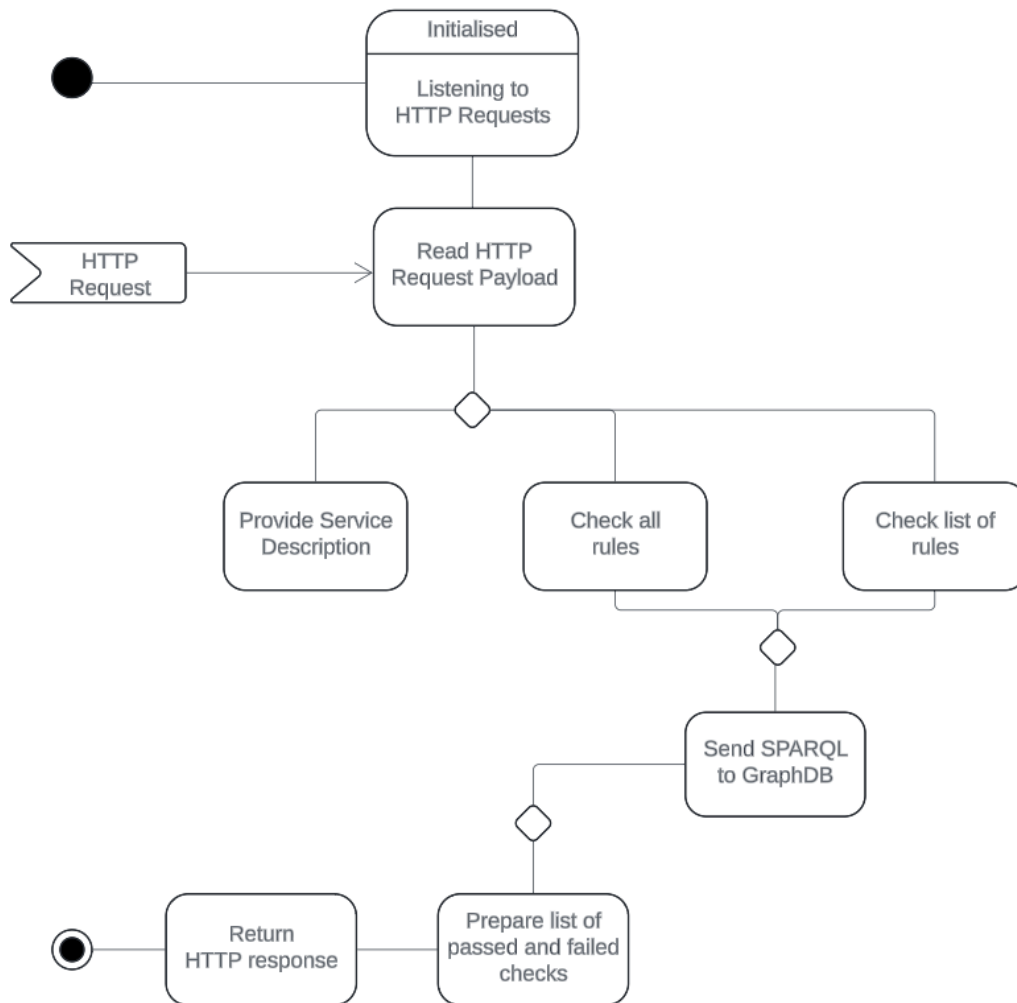 Initialised
Listening to
HTTP Requests
HTTP
Request
Read HTTP
Request Payload
Provide Service
Description
Check all
rules
Check list of
rules
Send SPARQL
to GraphDB
Prepare list of
passed and failed
checks
Return
HTTP response